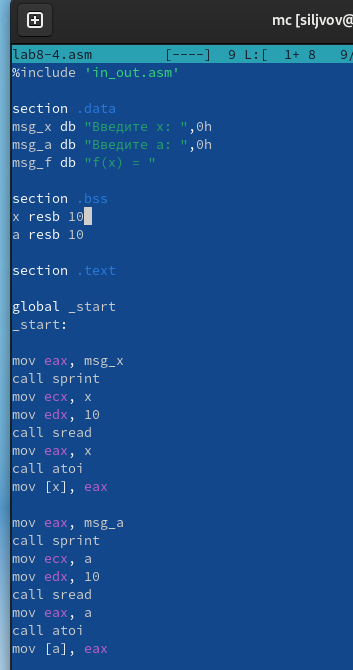 mc [siljvov@
lab8-4.asm [----] 9 L:[ 1+ 8 9/
%include 'in_out.asm'
section .data
msg_x db "Введите x: ",0h
msg_a db "Введите a: ",0h
msg_f db "f(x) = "
section .bss
x resb 10
a resb 10
section .text
global _start
_start:
mov eax, msg_x
call sprint
mov ecx, x
mov edx, 10
call sread
mov eax, x
call atoi
mov [x], eax
mov eax, msg_a
call sprint
mov ecx, a
mov edx, 10
call sread
mov eax, a
call atoi
mov [a], eax